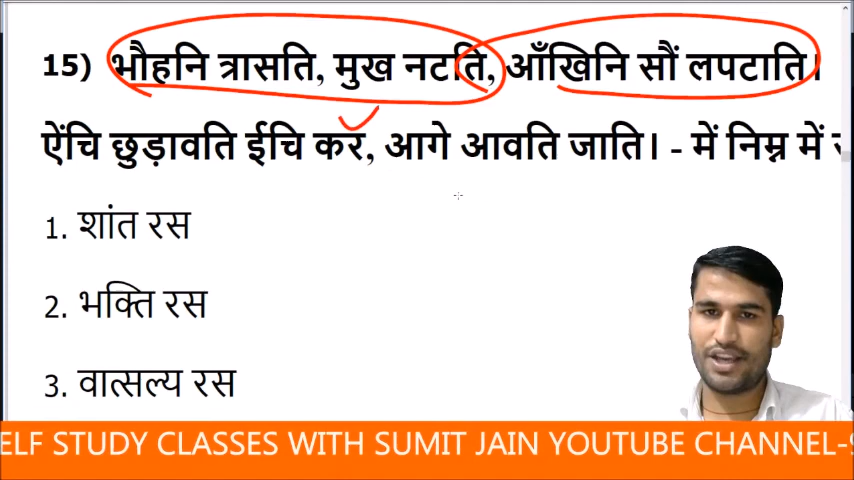 15) भौहनि त्रासति, मुख नटति, आँखिनि सौं लपटाति।
ऐंचि छुड़ावति ईचि कर, आगे आवति जाति। - में निम्न में
1. शांत रस
2. भक्ति रस
3. वात्सल्य रस
ELF STUDY CLASSES WITH SUMIT JAIN YOUTUBE CHANNEL-